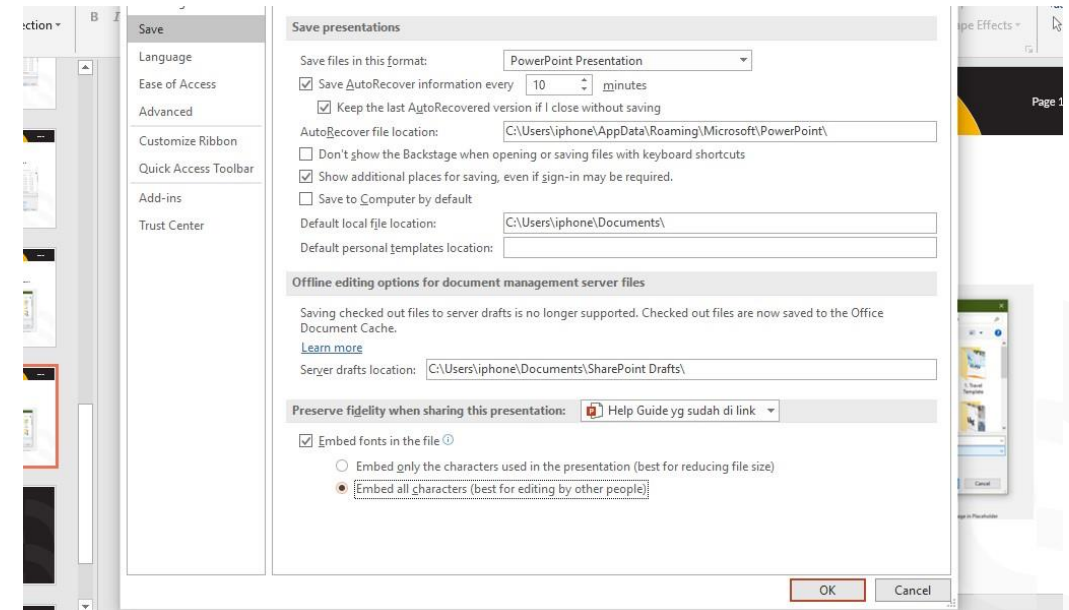 ction
B I
Save
Language
Ease of Access
Advanced
Customize Ribbon
Quick Access Toolbar
Add-ins
Trust Center
Save presentations
Save files in this format: PowerPoint Presentation
Save AutoRecover information every 10 minutes
Keep the last AutoRecovered version if I close without saving
AutoRecover file location: C:\Users\iphone\AppData\Roaming\Microsoft\PowerPoint\
Don't show the Backstage when opening or saving files with keyboard shortcuts
Show additional places for saving, even if sign-in may be required.
Save to Computer by default
Default local file location: C:\Users\iphone\Documents\
Default personal templates location:
Offline editing options for document management server files
Saving checked out files to server drafts is no longer supported. Checked out files are now saved to the Office
Document Cache.
Learn more
Server drafts location: C:\Users\iphone\Documents\SharePoint Drafts\
Preserve fidelity when sharing this presentation: Help Guide yg sudah di link
Embed fonts in the file
Embed only the characters used in the presentation (best for reducing file size)
Embed all characters (best for editing by other people)
OK Cancel
pe Effects
Page 1
Cancel